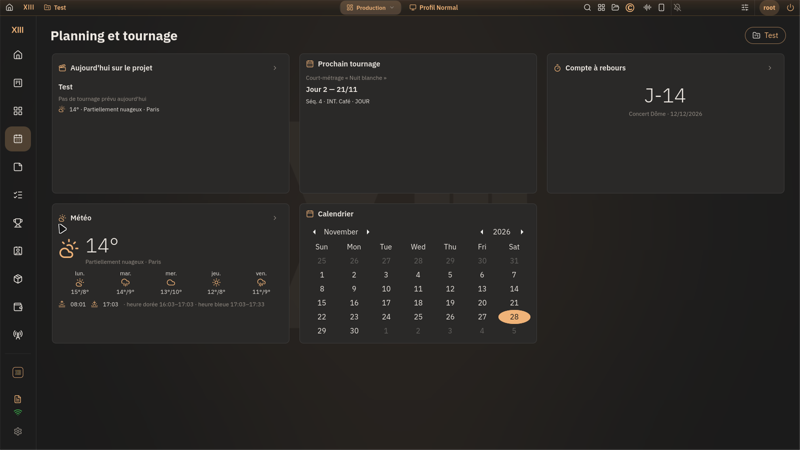 XIII Test Production Profil Normal root
XIII
Planning et tournage
Test
Aujourd'hui sur le projet
Test
Pas de tournage prévu aujourd'hui
14° · Partiellement nuageux · Paris
Prochain tournage
Court-métrage « Nuit blanche »
Jour 2 — 21/11
Séq. 4 · INT. Café · JOUR
Compte à rebours
J-14
Concert Dôme · 12/12/2026
Météo
14°
Partiellement nuageux · Paris
lun. mar. mer. jeu. ven.
15°/8° 14°/9° 13°/10° 12°/8° 11°/9°
08:01 17:03 · heure dorée 16:03–17:03 · heure bleue 17:03–17:33
Calendrier
November 2026
Sun Mon Tue Wed Thu Fri Sat
25 26 27 28 29 30 31
1 2 3 4 5 6 7
8 9 10 11 12 13 14
15 16 17 18 19 20 21
22 23 24 25 26 27 28
29 30 1 2 3 4 5